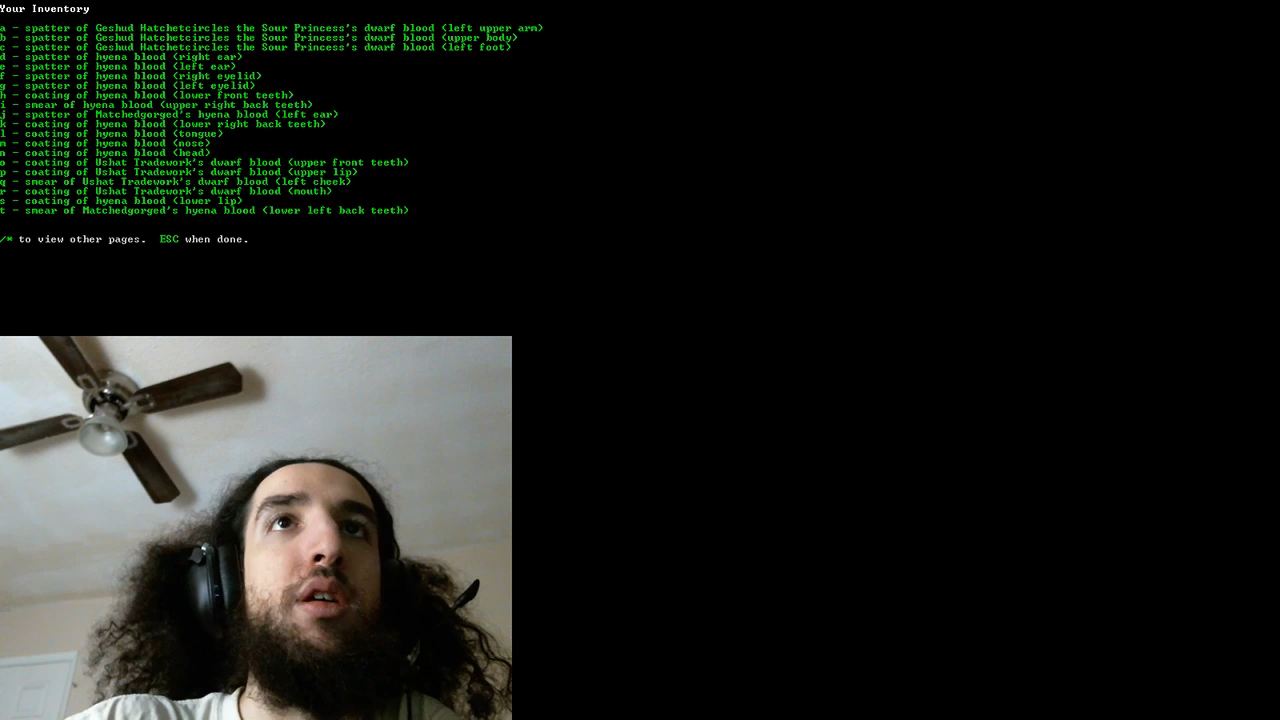 Your Inventory
a - spatter of Geshud Hatchetcircles the Sour Princess's dwarf blood (left upper arm)
b - spatter of Geshud Hatchetcircles the Sour Princess's dwarf blood (upper body)
c - spatter of Geshud Hatchetcircles the Sour Princess's dwarf blood (left foot)
d - spatter of hyena blood (right ear)
e - spatter of hyena blood (left ear)
f - spatter of hyena blood (right eyelid)
g - spatter of hyena blood (left eyelid)
h - coating of hyena blood (lower front teeth)
i - smear of hyena blood (upper right back teeth)
j - spatter of Matchedgorged's hyena blood (left ear)
k - coating of hyena blood (lower right back teeth)
l - coating of hyena blood (tongue)
m - coating of hyena blood (nose)
n - coating of hyena blood (head)
o - coating of Ushat Tradework's dwarf blood (upper front teeth)
p - coating of Ushat Tradework's dwarf blood (upper lip)
q - smear of Ushat Tradework's dwarf blood (left cheek)
r - coating of Ushat Tradework's dwarf blood (mouth)
s - coating of hyena blood (lower lip)
t - smear of Matchedgorged's hyena blood (lower left back teeth)
/* to view other pages.  ESC when done.